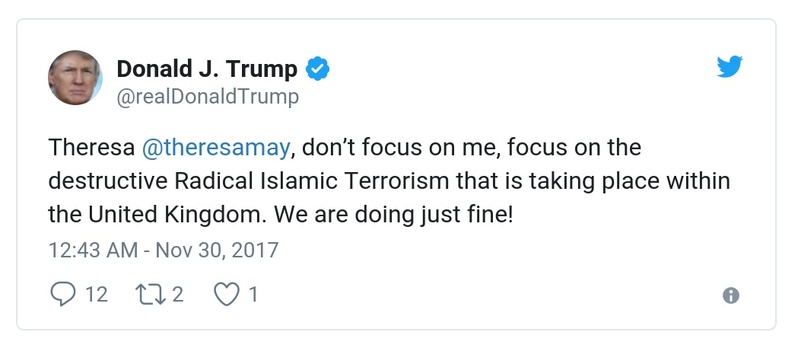 Donald J. Trump
@realDonaldTrump
Theresa @theresamay, don’t focus on me, focus on the
destructive Radical Islamic Terrorism that is taking place within
the United Kingdom. We are doing just fine!
12:43 AM - Nov 30, 2017
12 2 1